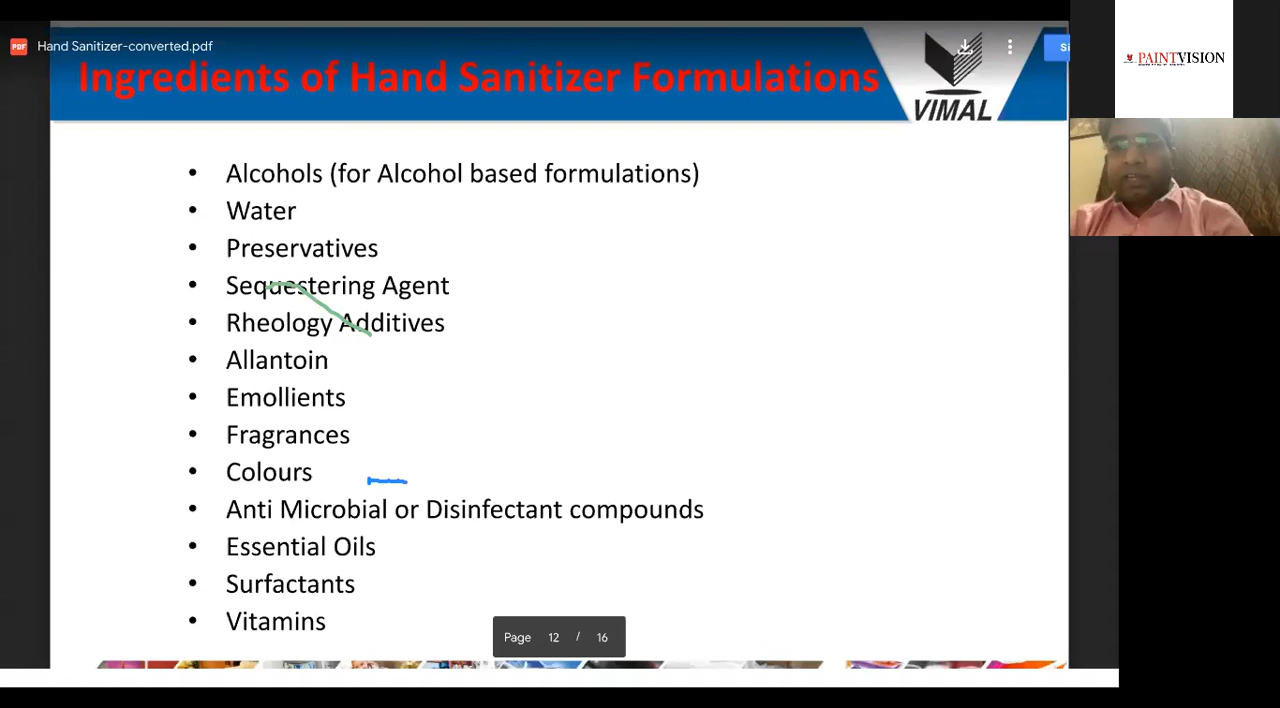 PDF Hand Sanitizer-converted.pdf
Si
Ingredients of Hand Sanitizer Formulations
VIMAL
PAINTVISION
• Alcohols (for Alcohol based formulations)
• Water
• Preservatives
• Sequestering Agent
• Rheology Additives
• Allantoin
• Emollients
• Fragrances
• Colours
• Anti Microbial or Disinfectant compounds
• Essential Oils
• Surfactants
• Vitamins
Page 12 / 16